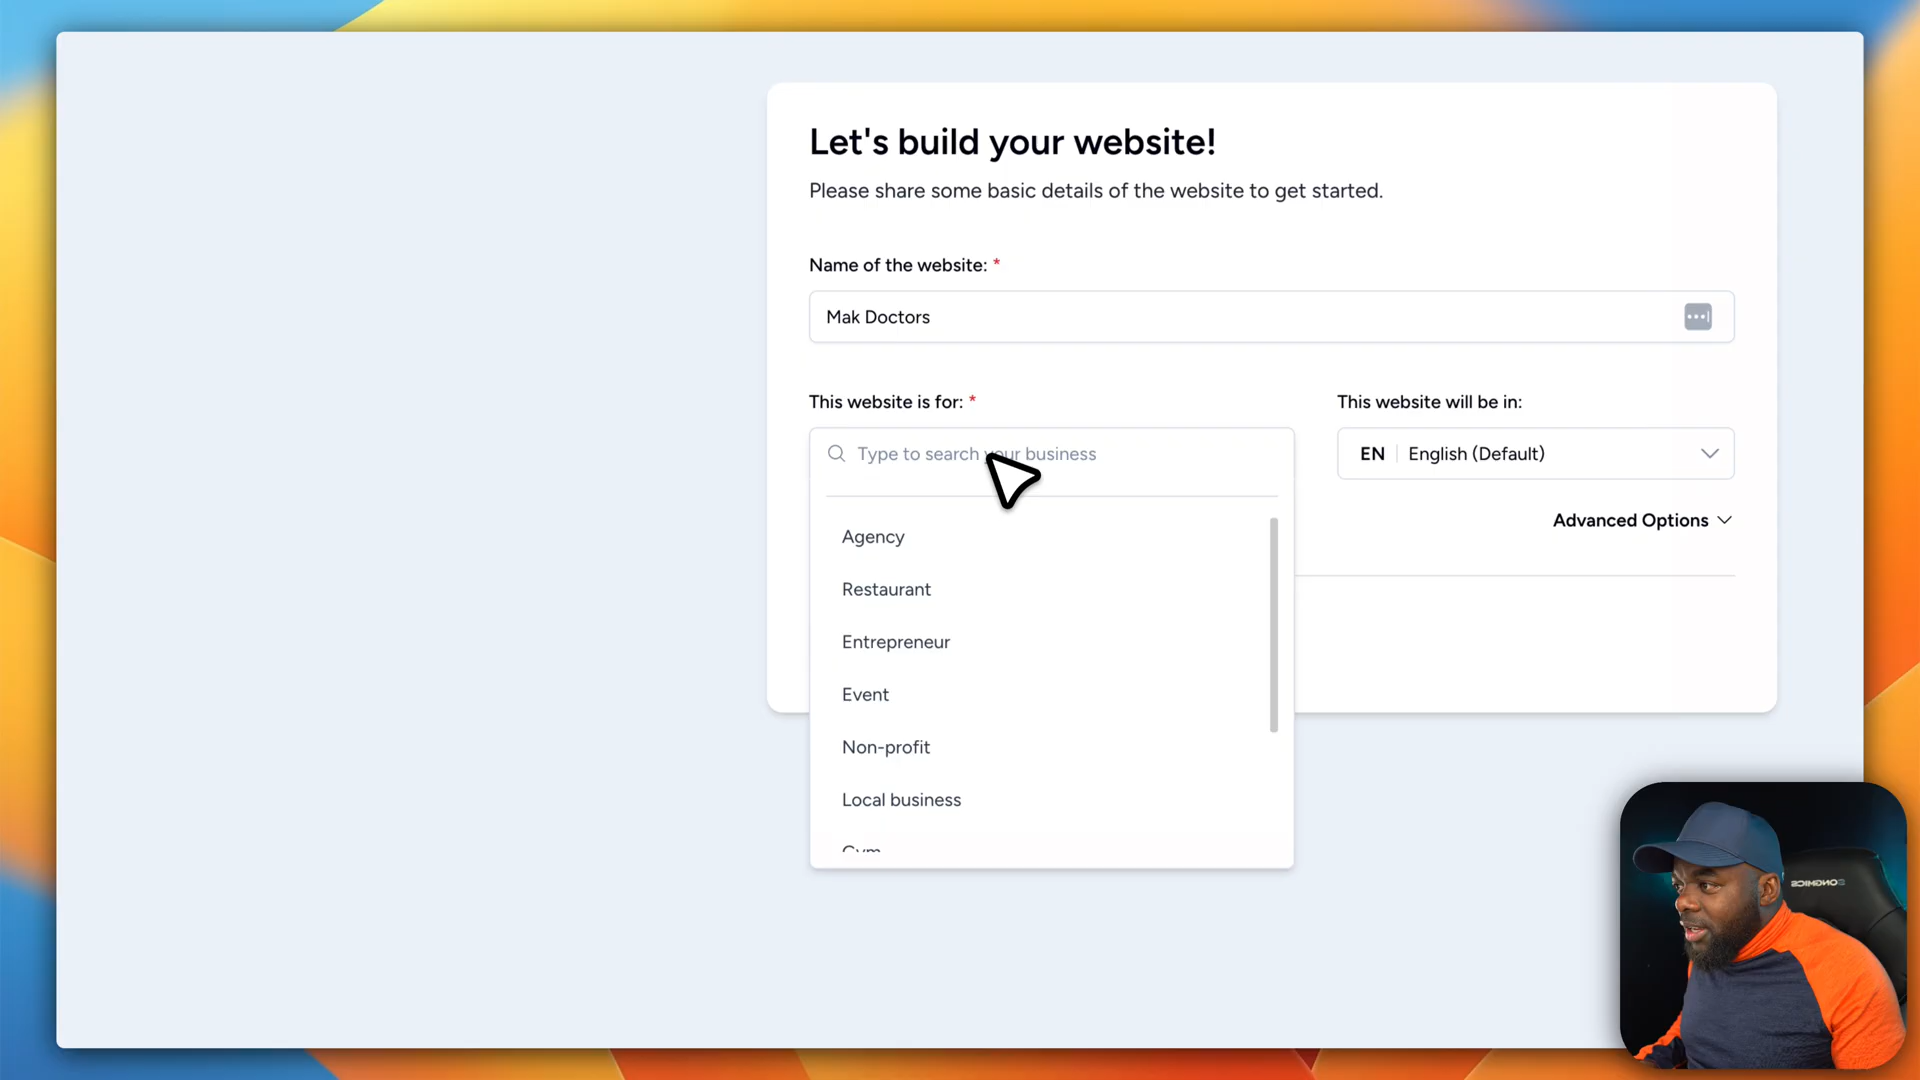 Let's build your website!
Please share some basic details of the website to get started.
Name of the website: *
Mak Doctors
This website is for: *
This website will be in:
Type to search your business
EN English (Default)
Agency
Advanced Options
Restaurant
Entrepreneur
Event
Non-profit
Local business
Gym